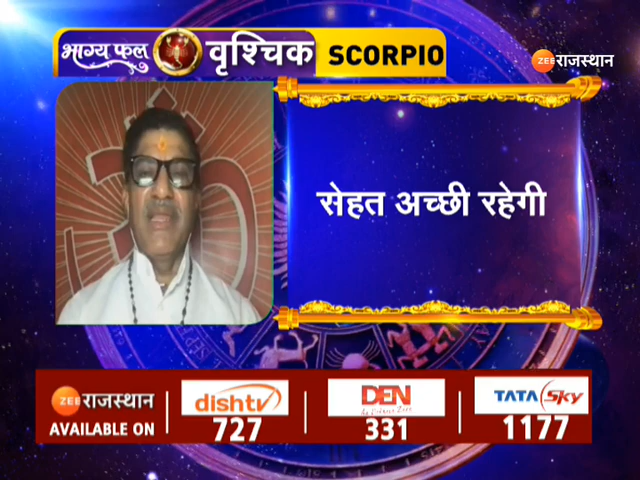 भाग्य फल वृश्चिक SCORPIO
ZEE राजस्थान
सेहत अच्छी रहेगी
ZEE राजस्थान
AVAILABLE ON
dishtv
727
DEN
331
TATA Sky
1177